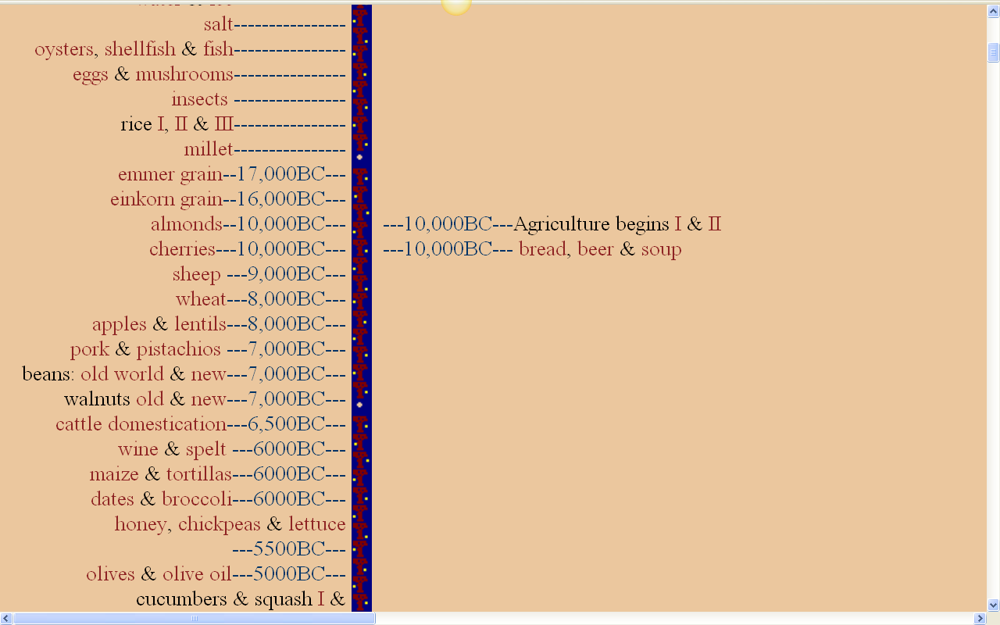 salt---------------
oysters, shellfish & fish---------------
eggs & mushrooms---------------
insects ---------------
rice I, II & III---------------
millet---------------
emmer grain--17,000BC---
einkorn grain--16,000BC---
almonds--10,000BC--- ---10,000BC---Agriculture begins I & II
cherries---10,000BC--- ---10,000BC--- bread, beer & soup
sheep ---9,000BC---
wheat---8,000BC---
apples & lentils---8,000BC---
pork & pistachios ---7,000BC---
beans: old world & new---7,000BC---
walnuts old & new---7,000BC---
cattle domestication---6,500BC---
wine & spelt ---6000BC---
maize & tortillas---6000BC---
dates & broccoli---6000BC---
honey, chickpeas & lettuce
---5500BC---
olives & olive oil---5000BC---
cucumbers & squash I &